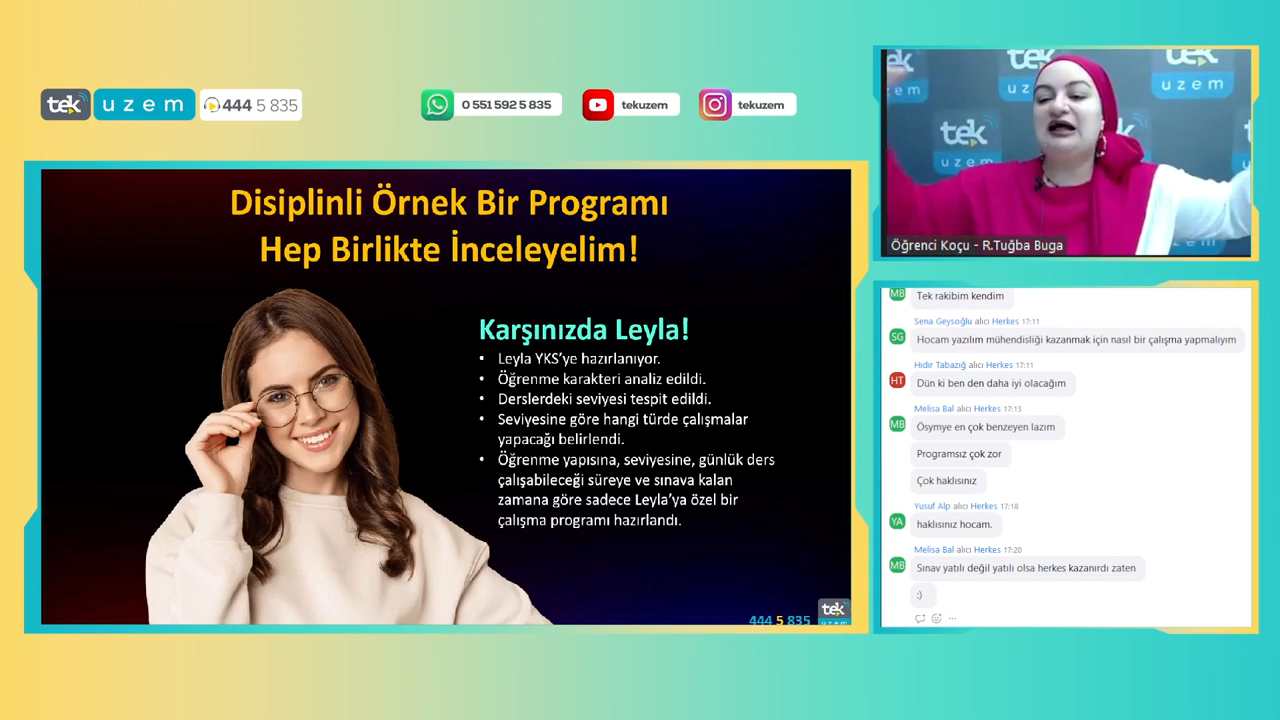 tek uzem 444 5 835
0 551 592 5 835
tekuzem
tekuzem
Disiplinli Örnek Bir Programı
Hep Birlikte İnceleyelim!
Karşınızda Leyla!
• Leyla YKS'ye hazırlanıyor.
• Öğrenme karakteri analiz edildi.
• Derslerdeki seviyesi tespit edildi.
• Seviyesine göre hangi türde çalışmalar
yapacağı belirlendi.
• Öğrenme yapısına, seviyesine, günlük ders
çalışabileceği süreye ve sınava kalan
zamana göre sadece Leyla'ya özel bir
çalışma programı hazırlandı.
444 5 835
tek
uzem
tek
uzem
Öğrenci Koçu - R.Tuğba Buga
MB Tek rakibim kendim
Sena Geysoğlu alıcı Herkes 17:11
SG Hocam yazılım mühendisliği kazanmak için nasıl bir çalışma yapmalıyım
Hıdır Tabazığ alıcı Herkes 17:11
HT Dün ki ben den daha iyi olacağım
Melisa Bal alıcı Herkes 17:13
MB Ösymye en çok benzeyen lazım
Programsız çok zor
Çok haklısınız
Yusuf Alp alıcı Herkes 17:18
YA haklısınız hocam.
Melisa Bal alıcı Herkes 17:20
MB Sınav yatılı değil yatılı olsa herkes kazanırdı zaten
:)